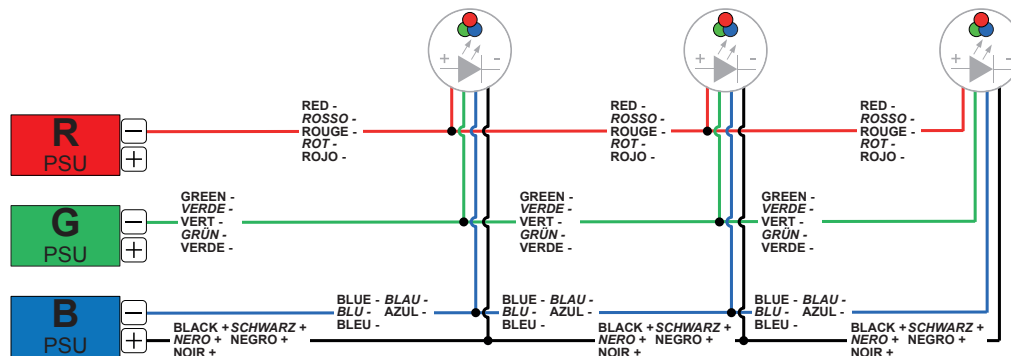 + -
+ -
+ -
R
PSU
−
+
RED -
ROSSO -
ROUGE -
ROT -
ROJO -
RED -
ROSSO -
ROUGE -
ROT -
ROJO -
RED -
ROSSO -
ROUGE -
ROT -
ROJO -
G
PSU
−
+
GREEN -
VERDE -
VERT -
GRÜN -
VERDE -
GREEN -
VERDE -
VERT -
GRÜN -
VERDE -
GREEN -
VERDE -
VERT -
GRÜN -
VERDE -
B
PSU
−
+
BLUE - BLAU -
BLU - AZUL -
BLEU -
BLUE - BLAU -
BLU - AZUL -
BLEU -
BLUE - BLAU -
BLU - AZUL -
BLEU -
BLACK + SCHWARZ +
NERO + NEGRO +
NOIR +
BLACK + SCHWARZ +
NERO + NEGRO +
NOIR +
BLACK + SCHWARZ +
NERO + NEGRO +
NOIR +